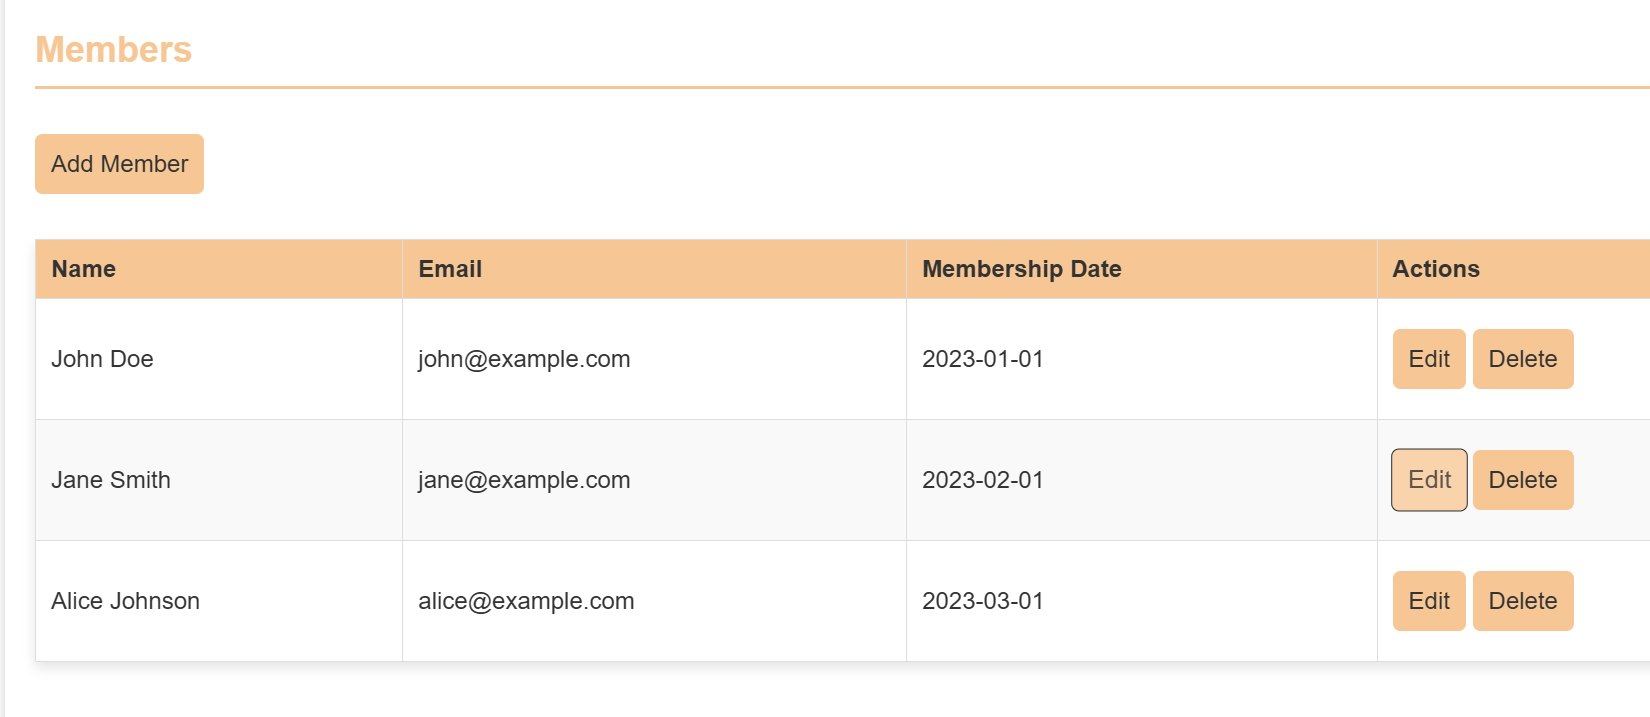 Members
Add Member
Name Email Membership Date Actions
John Doe john@example.com 2023-01-01 Edit Delete
Jane Smith jane@example.com 2023-02-01 Edit Delete
Alice Johnson alice@example.com 2023-03-01 Edit Delete